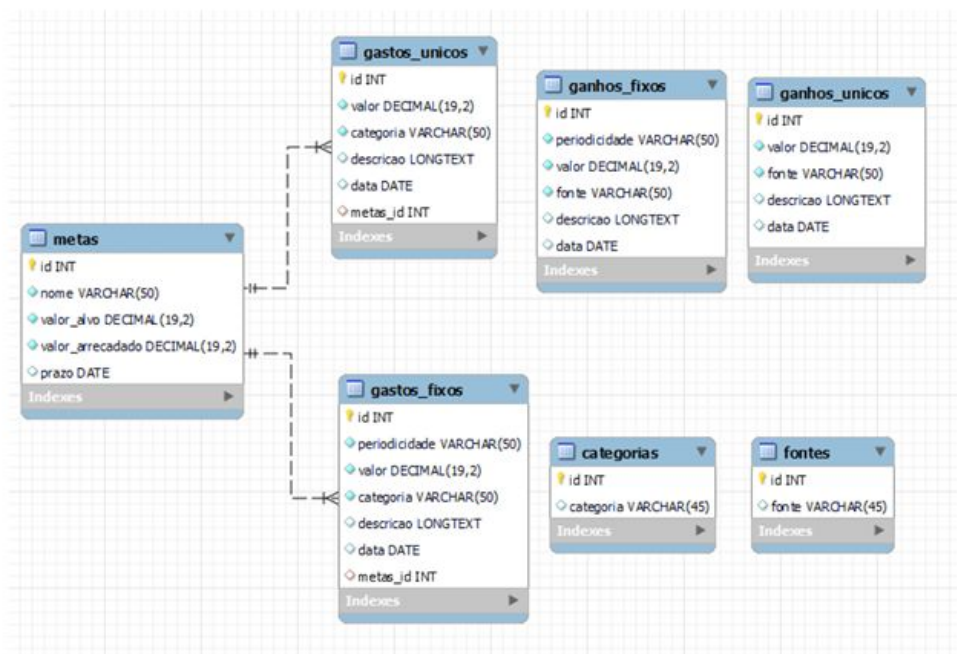 gastos_unicos
id INT
valor DECIMAL(19,2)
categoria VARCHAR(50)
descricao LONGTEXT
data DATE
metas_id INT
Indexes
ganhos_fixos
id INT
periodicidade VARCHAR(50)
valor DECIMAL(19,2)
fonte VARCHAR(50)
descricao LONGTEXT
data DATE
Indexes
ganhos_unicos
id INT
valor DECIMAL(19,2)
fonte VARCHAR(50)
descricao LONGTEXT
data DATE
Indexes
metas
id INT
nome VARCHAR(50)
valor_alvo DECIMAL(19,2)
valor_arrecadado DECIMAL(19,2)
prazo DATE
Indexes
gastos_fixos
id INT
periodicidade VARCHAR(50)
valor DECIMAL(19,2)
categoria VARCHAR(50)
descricao LONGTEXT
data DATE
metas_id INT
Indexes
categorias
id INT
categoria VARCHAR(45)
Indexes
fontes
id INT
fonte VARCHAR(45)
Indexes